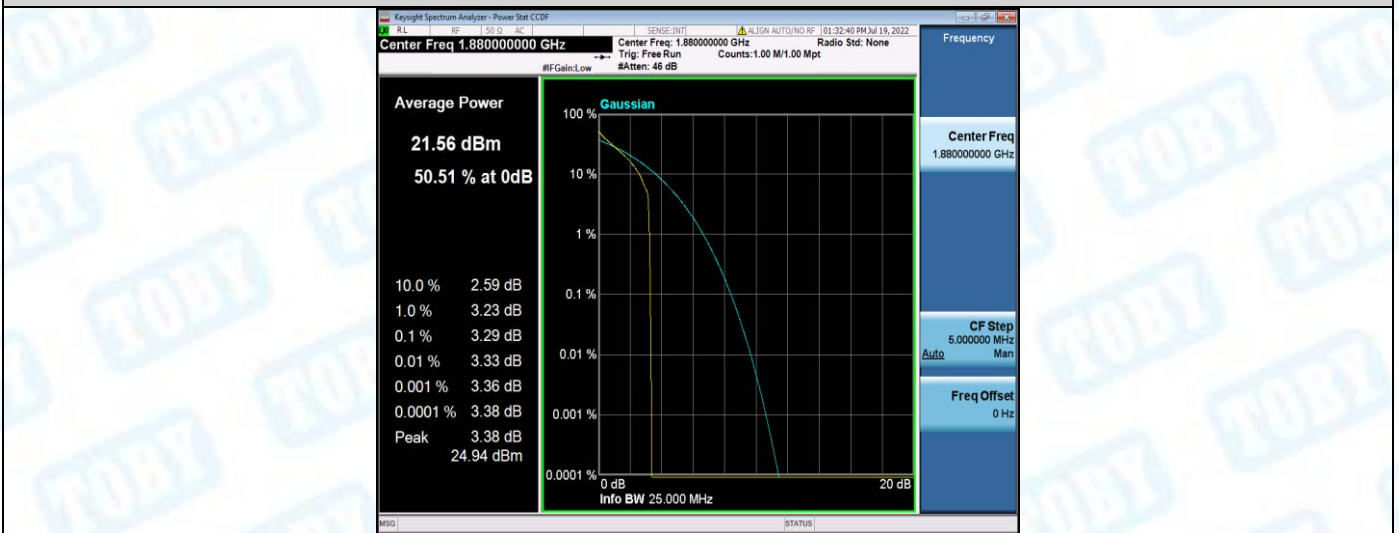 Keysight Spectrum Analyzer - Power Stat CCDF
RL RF 50 Ω AC SENSE:INT ALIGN AUTO/NO RF 01:32:40 PM Jul 19, 2022
Center Freq 1.880000000 GHz
Center Freq: 1.880000000 GHz Radio Std: None
Trig: Free Run Counts:1.00 M/1.00 Mpt
#IFGain:Low #Atten: 46 dB
Frequency
Average Power
21.56 dBm
50.51 % at 0dB
10.0 % 2.59 dB
1.0 % 3.23 dB
0.1 % 3.29 dB
0.01 % 3.33 dB
0.001 % 3.36 dB
0.0001 % 3.38 dB
Peak 3.38 dB
24.94 dBm
Gaussian
100 %
10 %
1 %
0.1 %
0.01 %
0.001 %
0.0001 %
0 dB 20 dB
Info BW 25.000 MHz
Center Freq
1.880000000 GHz
CF Step
5.000000 MHz
Auto Man
Freq Offset
0 Hz
MSG STATUS
TOBY
TOBY
TOBY
TOBY
TOBY
TOBY
TOBY
TOBY